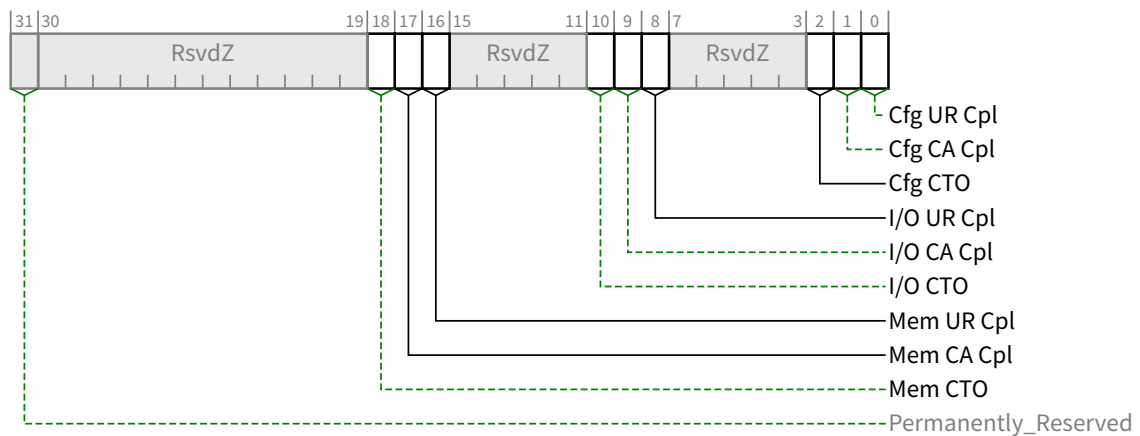 31 30 19 18 17 16 15 11 10 9 8 7 3 2 1 0
RsvdZ RsvdZ RsvdZ
Cfg UR Cpl
Cfg CA Cpl
Cfg CTO
I/O UR Cpl
I/O CA Cpl
I/O CTO
Mem UR Cpl
Mem CA Cpl
Mem CTO
Permanently_Reserved